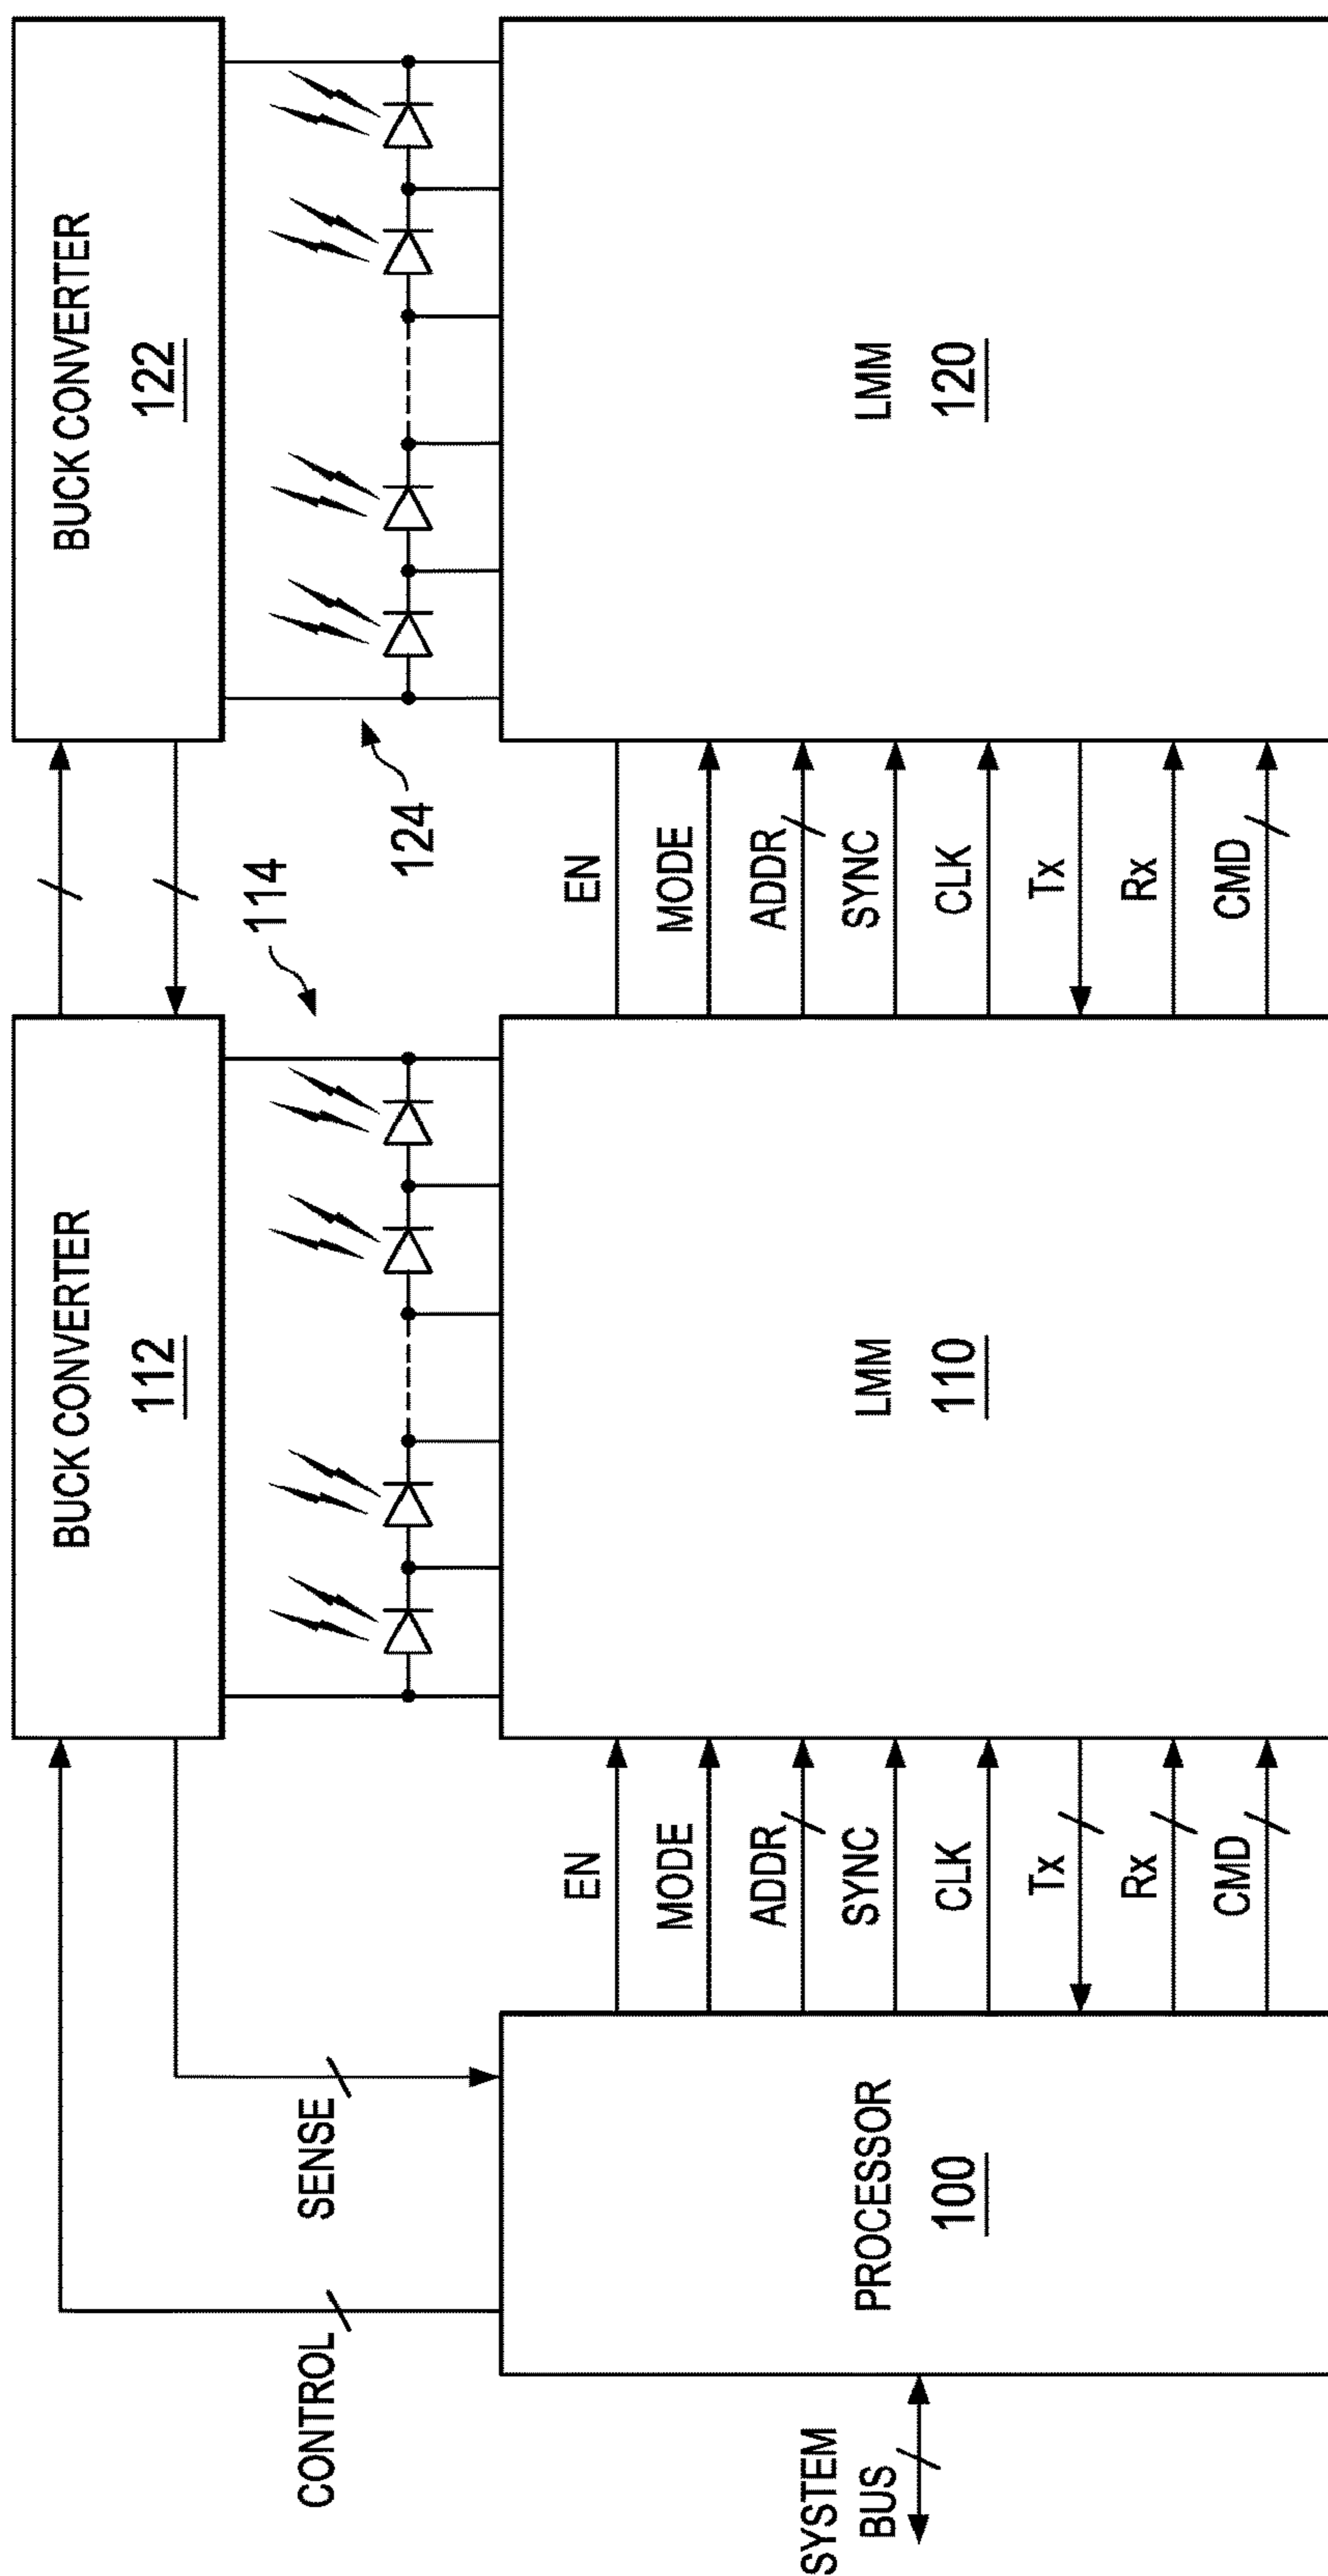 BUCK CONVERTER
112
BUCK CONVERTER
122
CONTROL
SENSE
114
124
SYSTEM
BUS
PROCESSOR
100
EN
MODE
ADDR
SYNC
CLK
Tx
Rx
CMD
LMM
110
EN
MODE
ADDR
SYNC
CLK
Tx
Rx
CMD
LMM
120